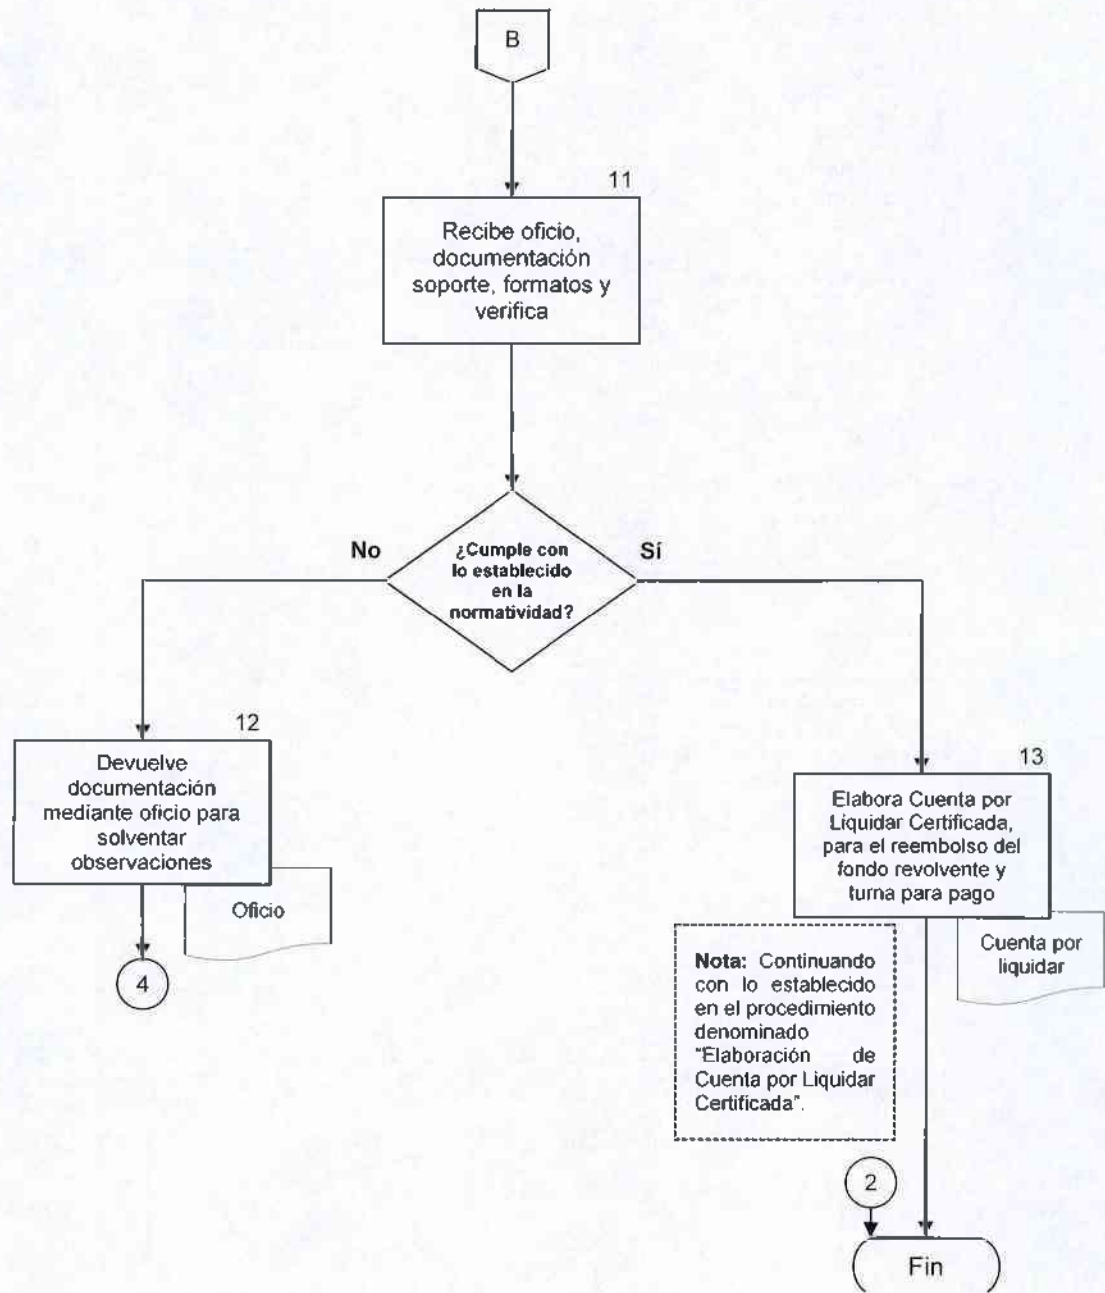 B
11
Recibe oficio,
documentación
soporte, formatos y
verifica
No
¿Cumple con
lo establecido
en la
normatividad?
Sí
12
Devuelve
documentación
mediante oficio para
solventar
observaciones
Oficio
4
13
Elabora Cuenta por
Liquidar Certificada,
para el reembolso del
fondo revolvente y
turna para pago
Cuenta por
liquidar
Nota: Continuando
con lo establecido
en el procedimiento
denominado
"Elaboración de
Cuenta por Liquidar
Certificada".
2
Fin